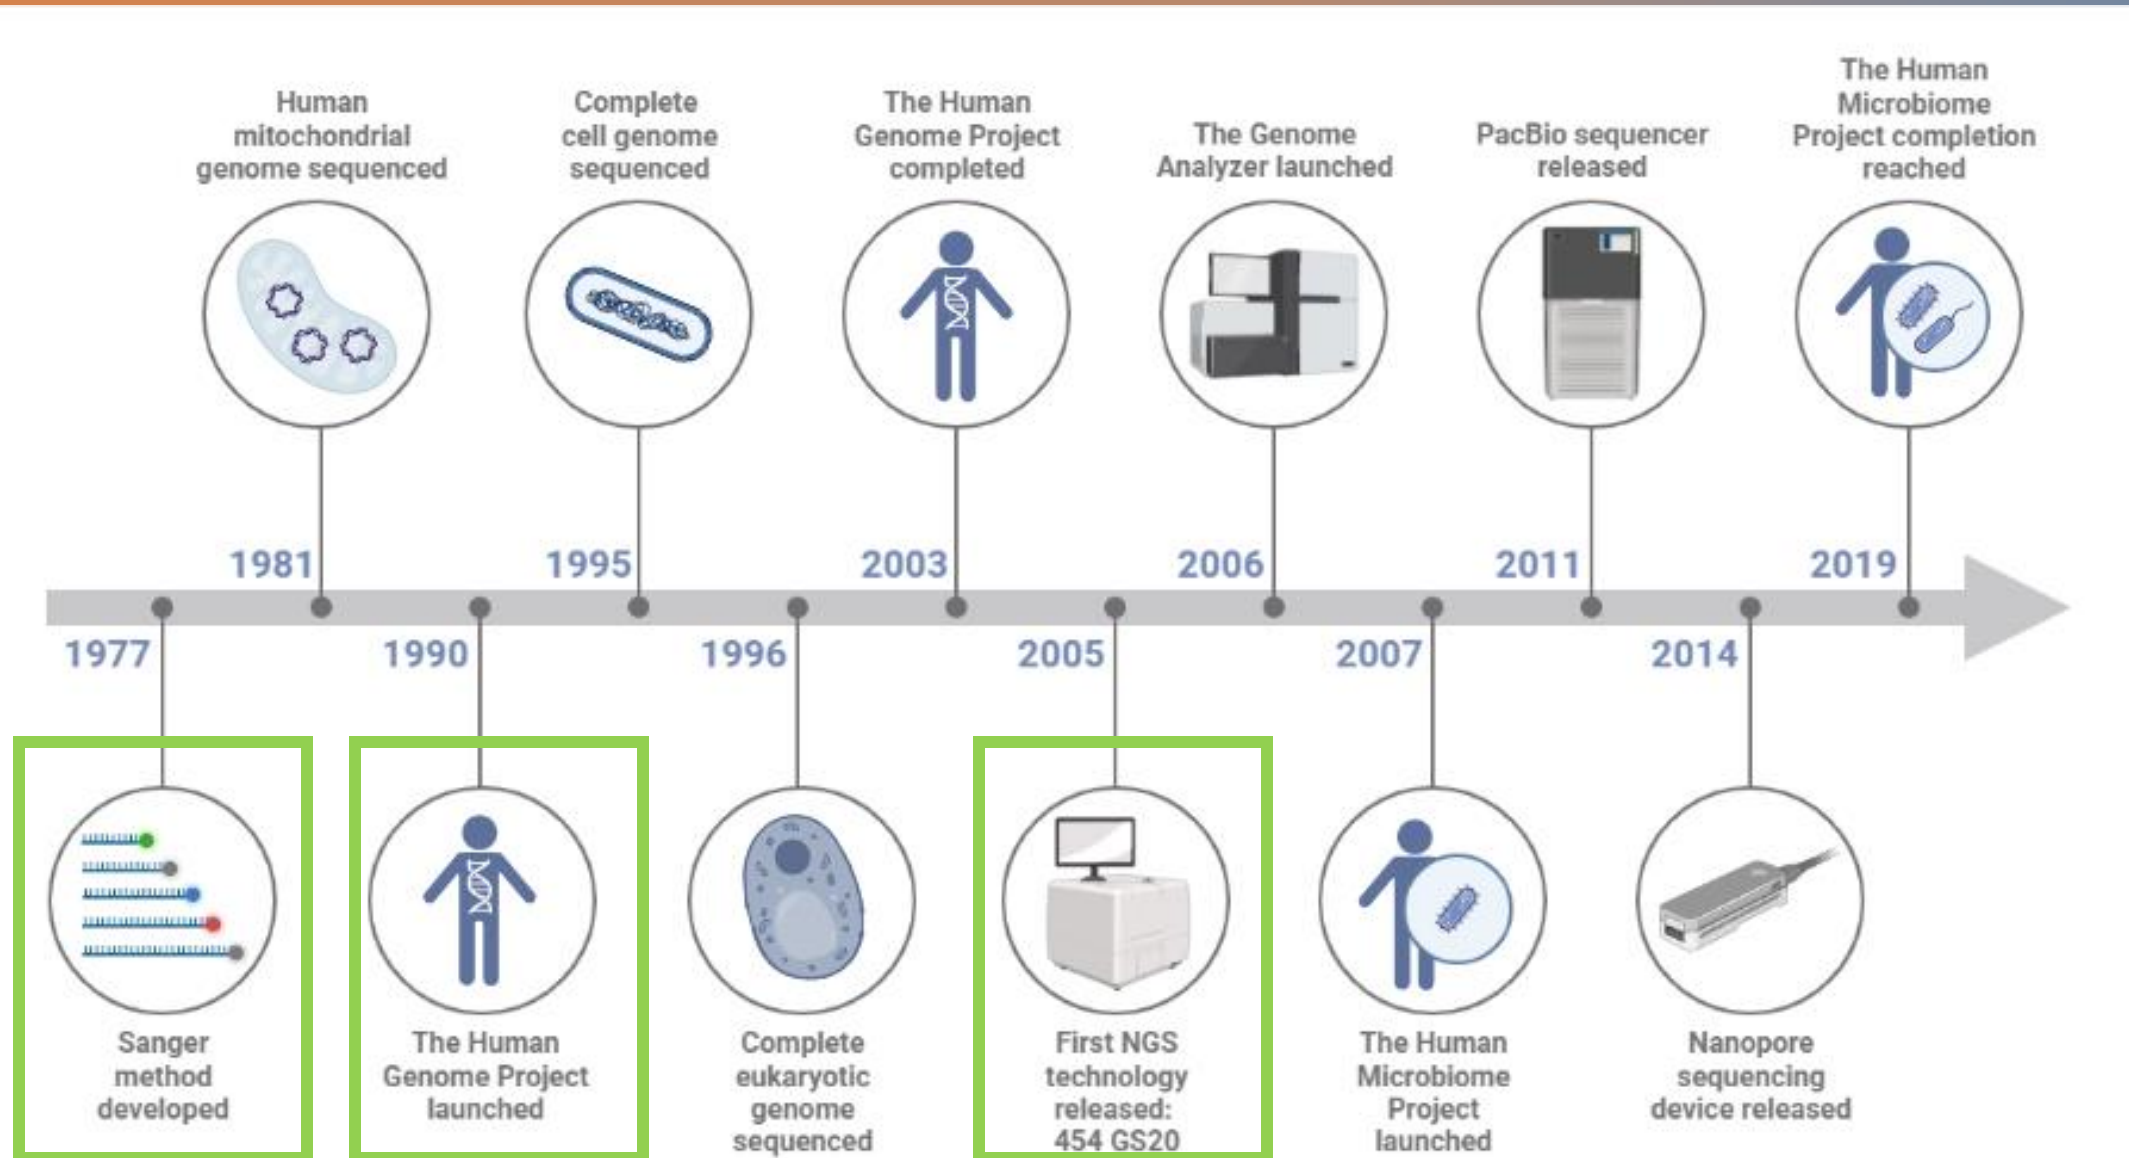 Human
mitochondrial
genome sequenced
Complete
cell genome
sequenced
The Human
Genome Project
completed
The Genome
Analyzer launched
PacBio sequencer
released
The Human
Microbiome
Project completion
reached
1981
1995
2003
2006
2011
2019
1977
1990
1996
2005
2007
2014
Sanger
method
developed
The Human
Genome Project
launched
Complete
eukaryotic
genome
sequenced
First NGS
technology
released:
454 GS20
The Human
Microbiome
Project
launched
Nanopore
sequencing
device released